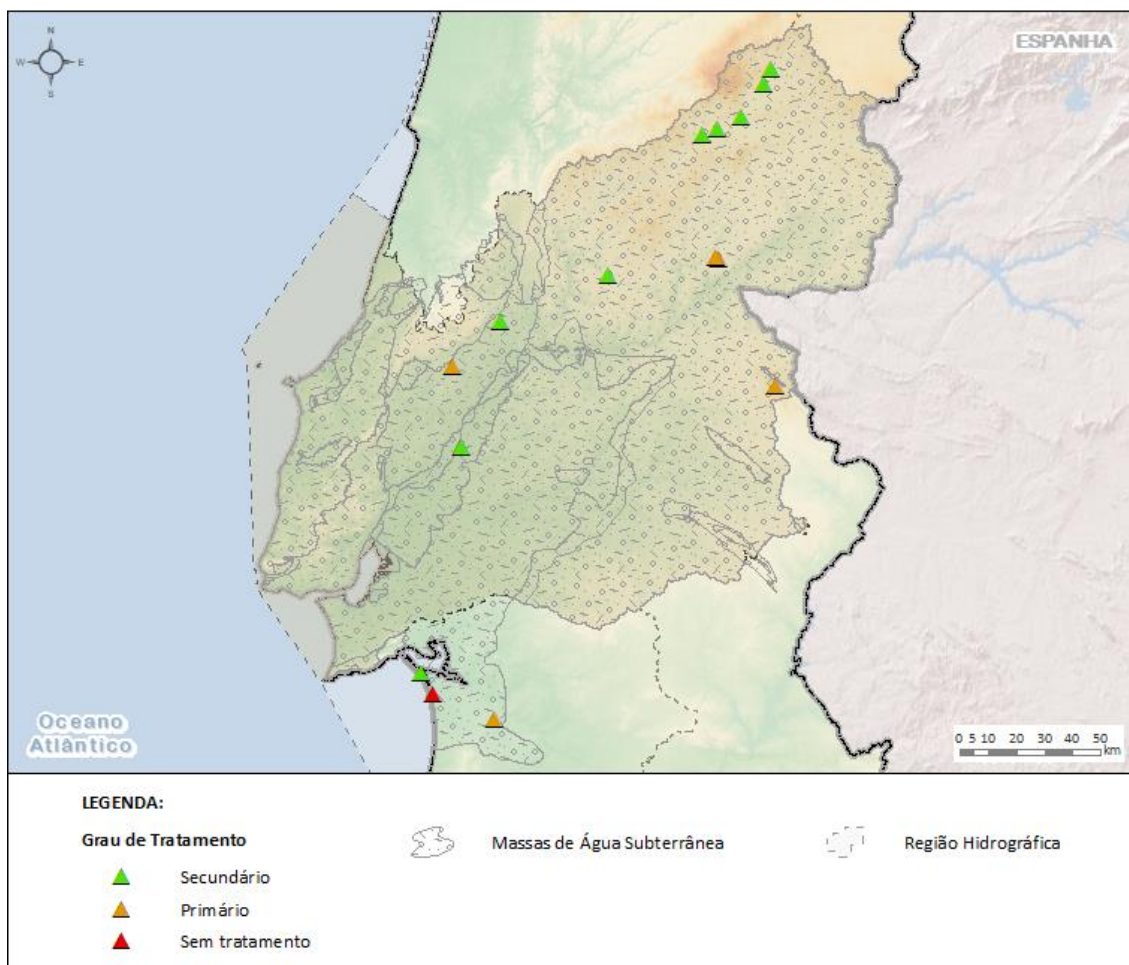 N
W E
S
ESPANHA
Oceano
Atlântico
0 5 10 20 30 40 50
km
LEGENDA:
Grau de Tratamento
Massas de Água Subterrânea
Região Hidrográfica
Secundário
Primário
Sem tratamento